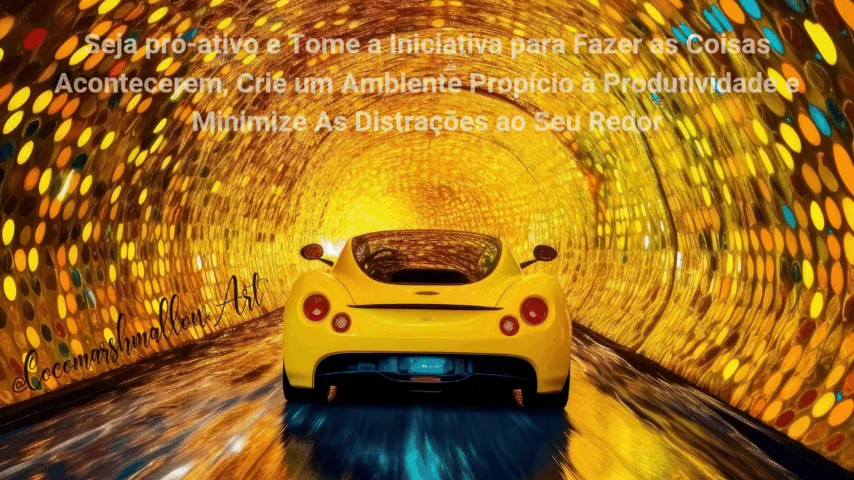 Seja pró-ativo e Tome a Iniciativa para Fazer as Coisas
Acontecerem, Crie um Ambiente Propício à Produtividade e
Minimize As Distrações ao Seu Redor
@Cocomarshmallow Art